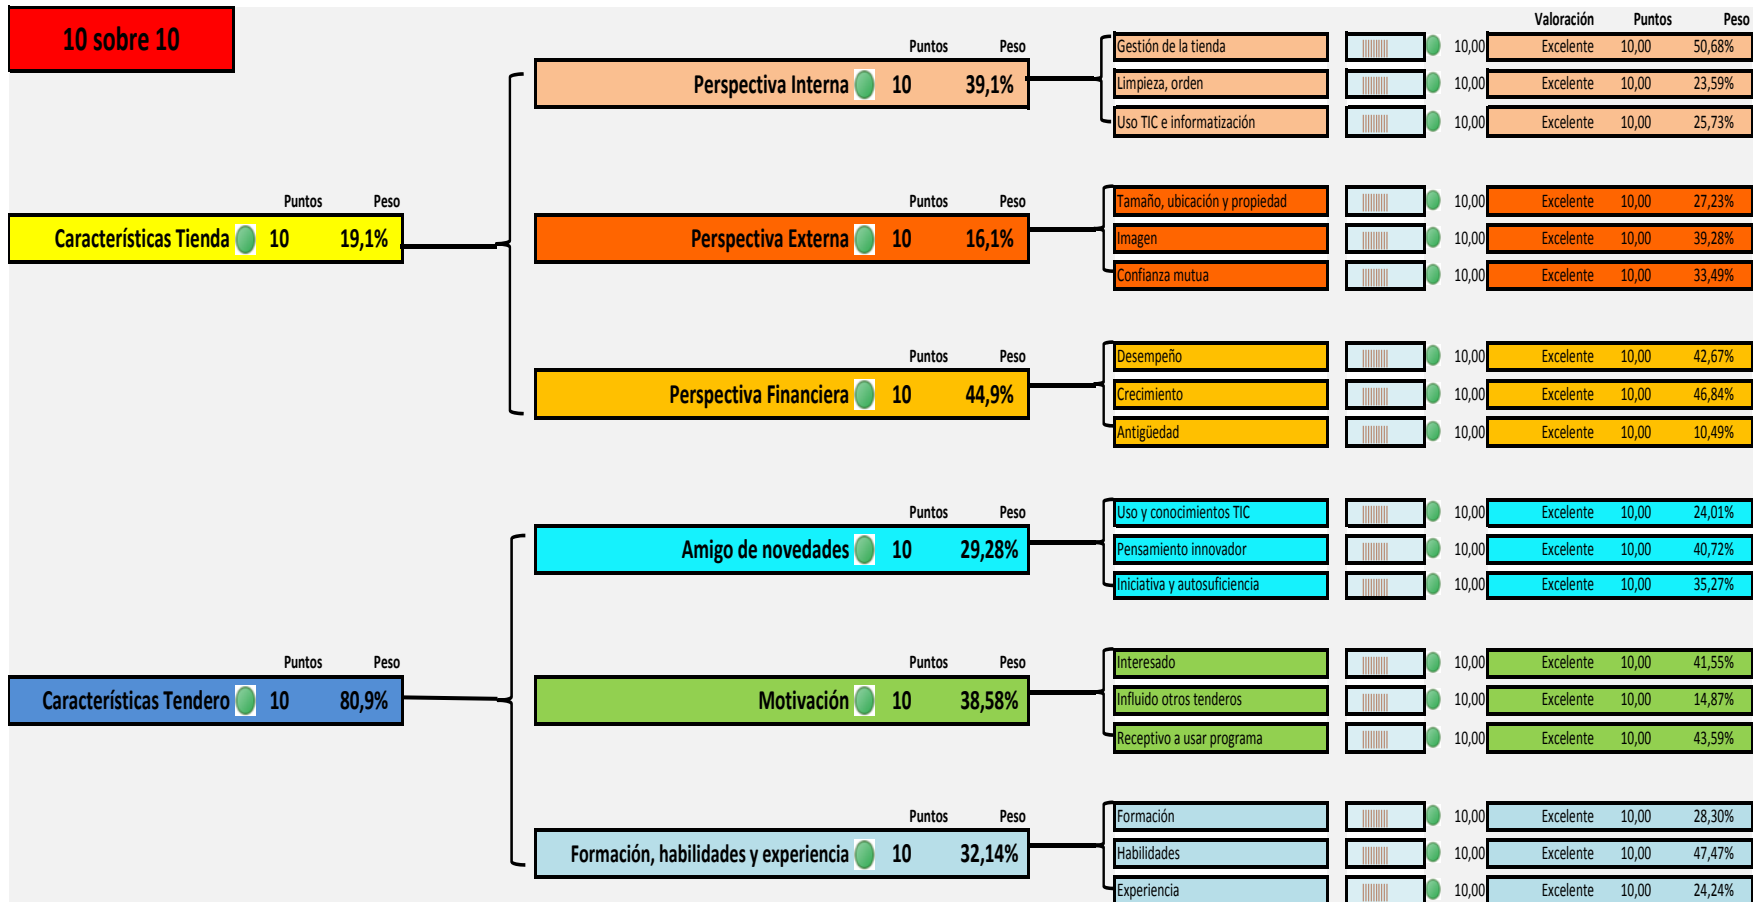 10 sobre 10
Valoración Puntos Peso
Puntos Peso
Gestión de la tienda 10,00 Excelente 10,00 50,68%
Perspectiva Interna 10 39,1%
Limpieza, orden 10,00 Excelente 10,00 23,59%
Uso TIC e informatización 10,00 Excelente 10,00 25,73%
Puntos Peso
Puntos Peso
Tamaño, ubicación y propiedad 10,00 Excelente 10,00 27,23%
Característícas Tienda 10 19,1%
Perspectiva Externa 10 16,1%
Imagen 10,00 Excelente 10,00 39,28%
Confianza mutua 10,00 Excelente 10,00 33,49%
Puntos Peso
Desempeño 10,00 Excelente 10,00 42,67%
Perspectiva Financiera 10 44,9%
Crecimiento 10,00 Excelente 10,00 46,84%
Antigüedad 10,00 Excelente 10,00 10,49%
Puntos Peso
Uso y conocimientos TIC 10,00 Excelente 10,00 24,01%
Amigo de novedades 10 29,28%
Pensamiento innovador 10,00 Excelente 10,00 40,72%
Iniciativa y autosuficiencia 10,00 Excelente 10,00 35,27%
Puntos Peso
Puntos Peso
Interesado 10,00 Excelente 10,00 41,55%
Característícas Tendero 10 80,9%
Motivación 10 38,58%
Influido otros tenderos 10,00 Excelente 10,00 14,87%
Receptivo a usar programa 10,00 Excelente 10,00 43,59%
Puntos Peso
Formación 10,00 Excelente 10,00 28,30%
Formación, habilidades y experiencia 10 32,14%
Habilidades 10,00 Excelente 10,00 47,47%
Experiencia 10,00 Excelente 10,00 24,24%